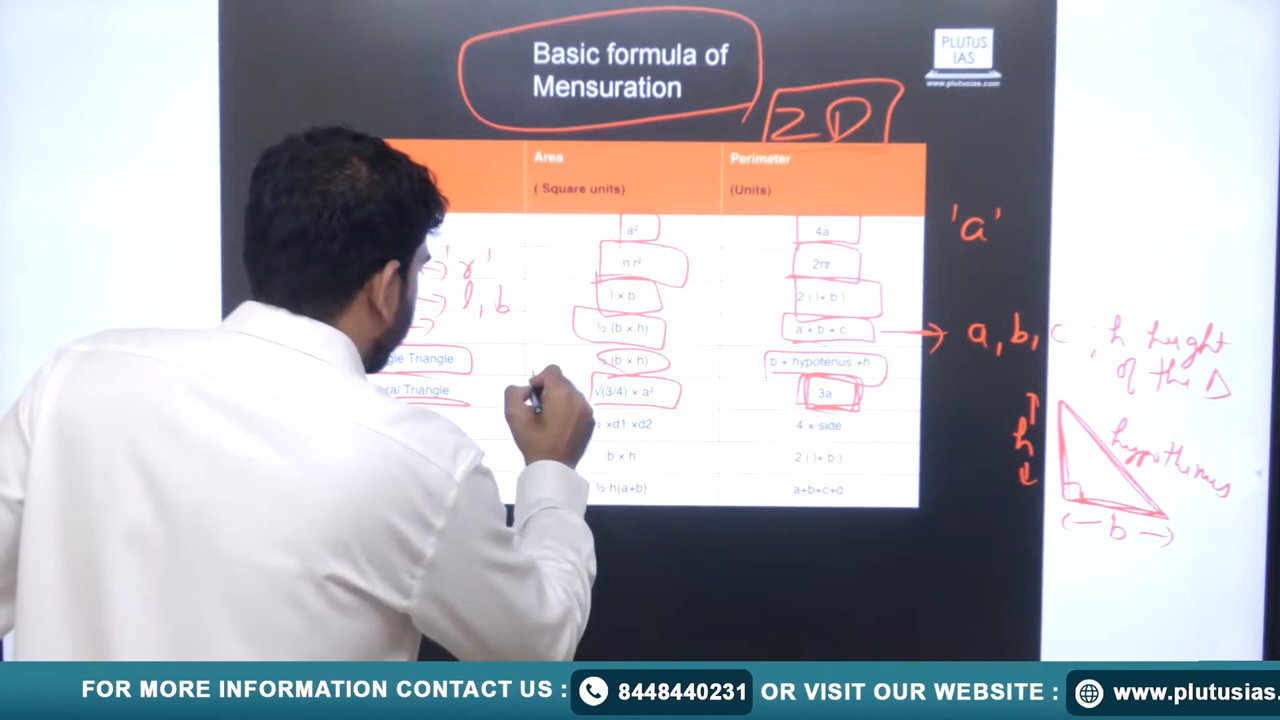 Basic formula of
Mensuration
PLUTUS
IAS
www.plutusias.com
2D
Area
( Square units)
Perimeter
(Units)
a²
4a
'a'
'r'
πr²
2πr
l, b
l × b
2 ( l+ b )
½ (b × h)
a + b + c
a, b, c ; h height
of the Δ
gle Triangle
½ (b × h)
b + hypotenus +h
ral Triangle
√(3/4) × a²
3a
½ ×d1 ×d2
4 × side
b × h
2 ( l+ b )
½ h(a+b)
a+b+c+d
h
hypothenus
b
FOR MORE INFORMATION CONTACT US : 8448440231 OR VISIT OUR WEBSITE : www.plutusias.